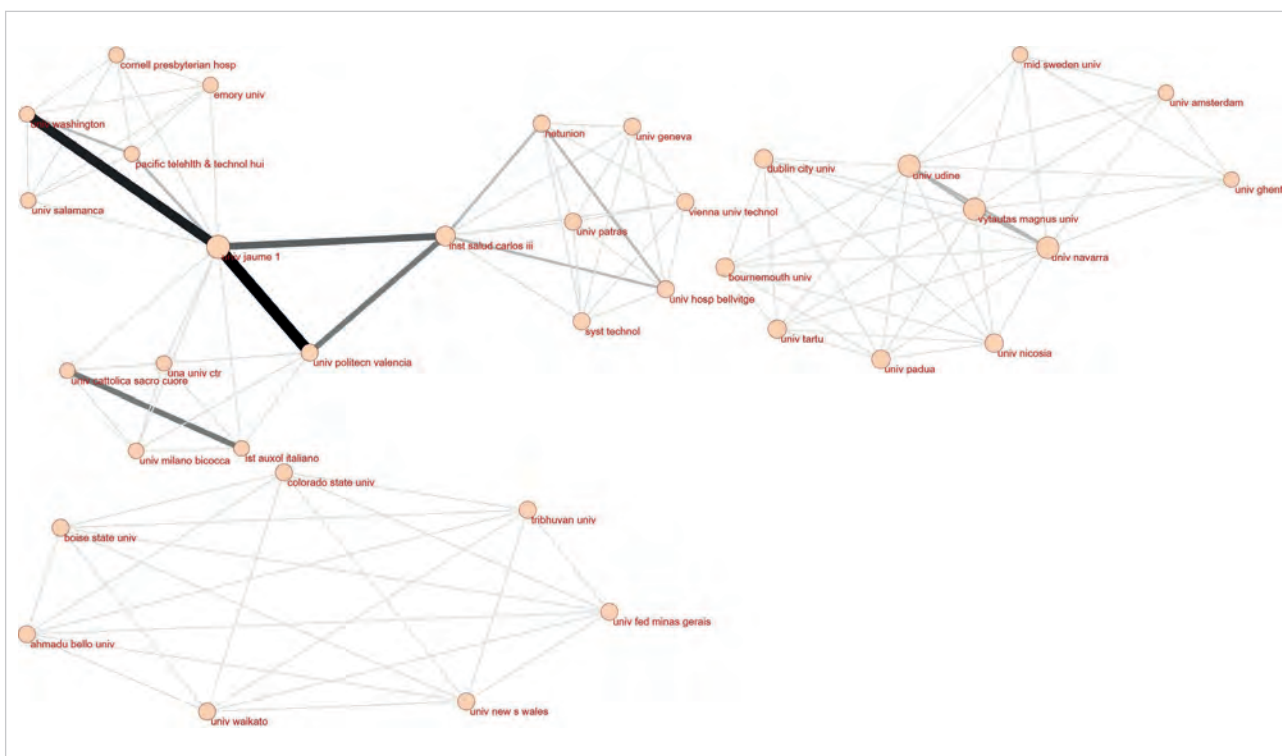 cornell presbyterian hosp
emory univ
univ washington
pacific telehlth & technol hui
univ salamanca
univ jaume 1
inst salud carlos iii
netunion
univ geneva
vienna univ technol
univ patras
univ hosp bellvitge
syst technol
univ politecn valencia
una univ ctr
univ cattolica sacro cuore
univ milano bicocca
ist auxol italiano
colorado state univ
tribhuvan univ
boise state univ
univ fed minas gerais
ahmadu bello univ
univ waikato
univ new s wales
mid sweden univ
univ amsterdam
dublin city univ
univ udine
univ ghent
vytautas magnus univ
univ navarra
bournemouth univ
univ tartu
univ nicosia
univ padua